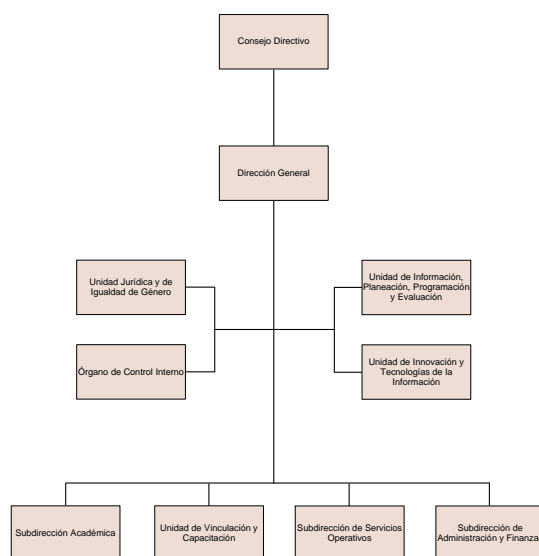 Consejo Directivo
Dirección General
Unidad Jurídica y de
Igualdad de Género
Unidad de Información,
Planeación, Programación
y Evaluación
Órgano de Control Interno
Unidad de Innovación y
Tecnologías de la
Información
Subdirección Académica
Unidad de Vinculación y
Capacitación
Subdirección de Servicios
Operativos
Subdirección de
Administración y Finanzas